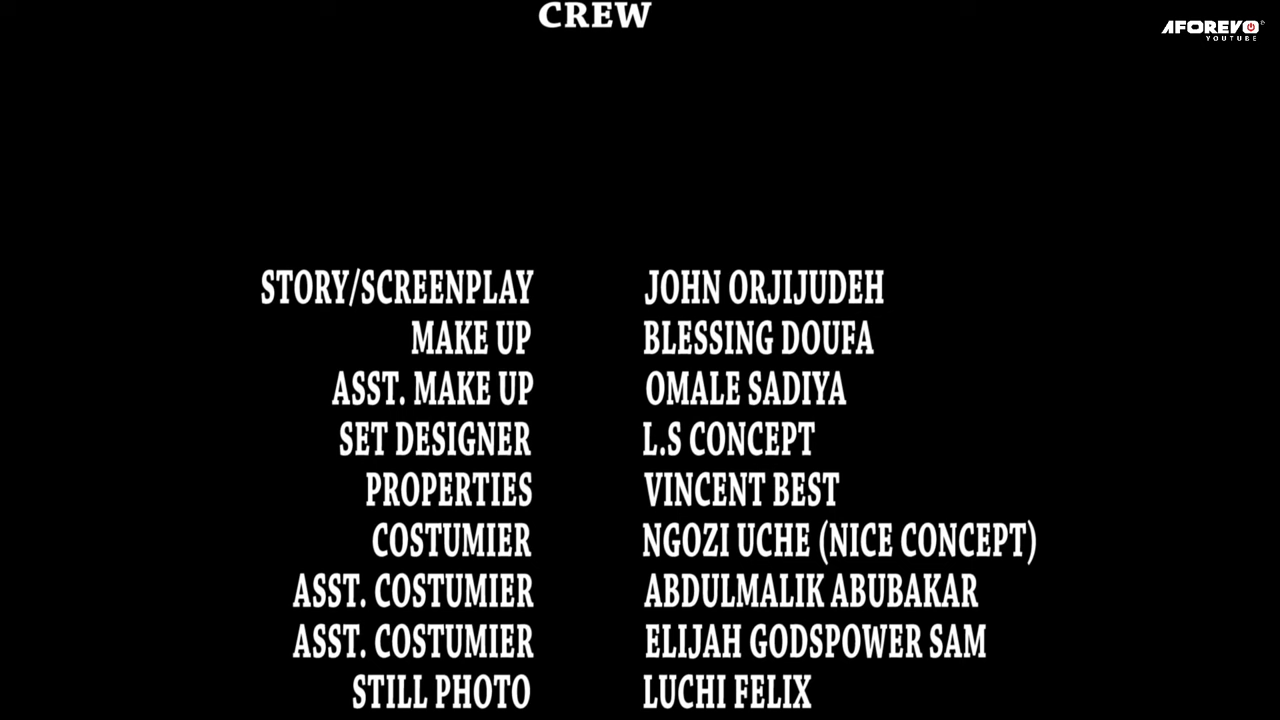 CREW
AFOREVO
YOUTUBE
STORY/SCREENPLAY JOHN ORJIJUDEH
MAKE UP BLESSING DOUFA
ASST. MAKE UP OMALE SADIYA
SET DESIGNER L.S CONCEPT
PROPERTIES VINCENT BEST
COSTUMIER NGOZI UCHE (NICE CONCEPT)
ASST. COSTUMIER ABDULMALIK ABUBAKAR
ASST. COSTUMIER ELIJAH GODSPOWER SAM
STILL PHOTO LUCHI FELIX